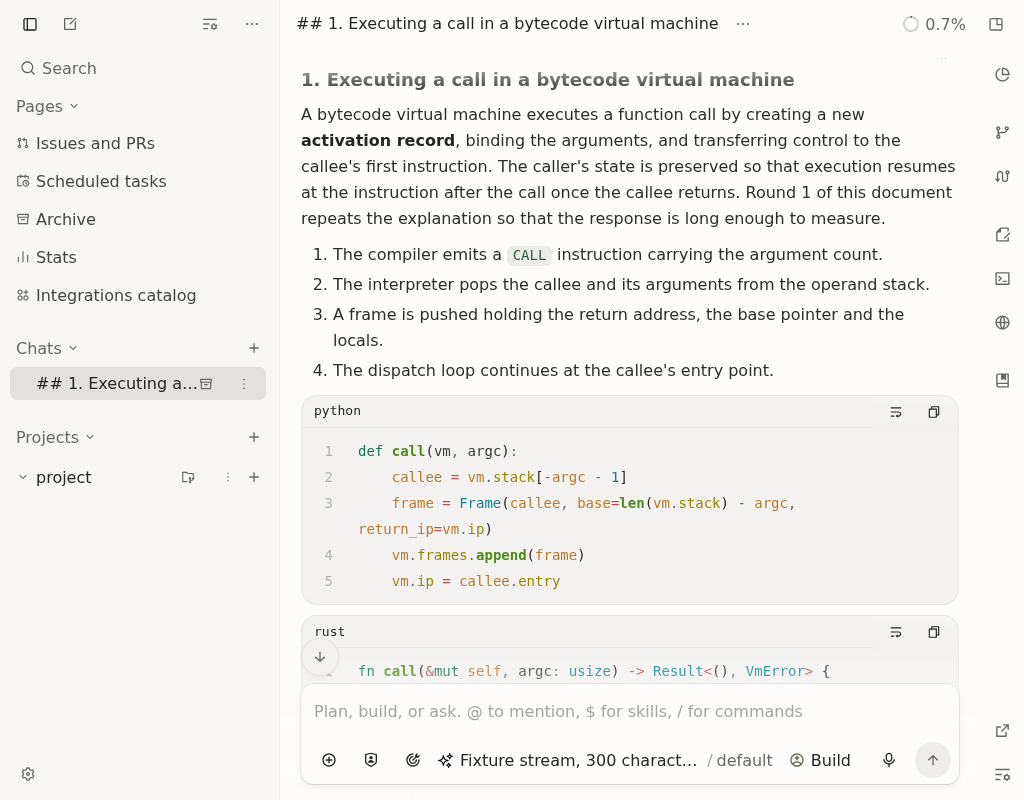 Search
Pages
Issues and PRs
Scheduled tasks
Archive
Stats
Integrations catalog
Chats
## 1. Executing a…
Projects
project
## 1. Executing a call in a bytecode virtual machine
0.7%
1. Executing a call in a bytecode virtual machine
A bytecode virtual machine executes a function call by creating a new
activation record, binding the arguments, and transferring control to the
callee's first instruction. The caller's state is preserved so that execution resumes
at the instruction after the call once the callee returns. Round 1 of this document
repeats the explanation so that the response is long enough to measure.
1. The compiler emits a CALL instruction carrying the argument count.
2. The interpreter pops the callee and its arguments from the operand stack.
3. A frame is pushed holding the return address, the base pointer and the
locals.
4. The dispatch loop continues at the callee's entry point.
python
1 def call(vm, argc):
2 callee = vm.stack[-argc - 1]
3 frame = Frame(callee, base=len(vm.stack) - argc,
return_ip=vm.ip)
4 vm.frames.append(frame)
5 vm.ip = callee.entry
rust
fn call(&mut self, argc: usize) -> Result<(), VmError> {
Plan, build, or ask. @ to mention, $ for skills, / for commands
Fixture stream, 300 charact… / default Build